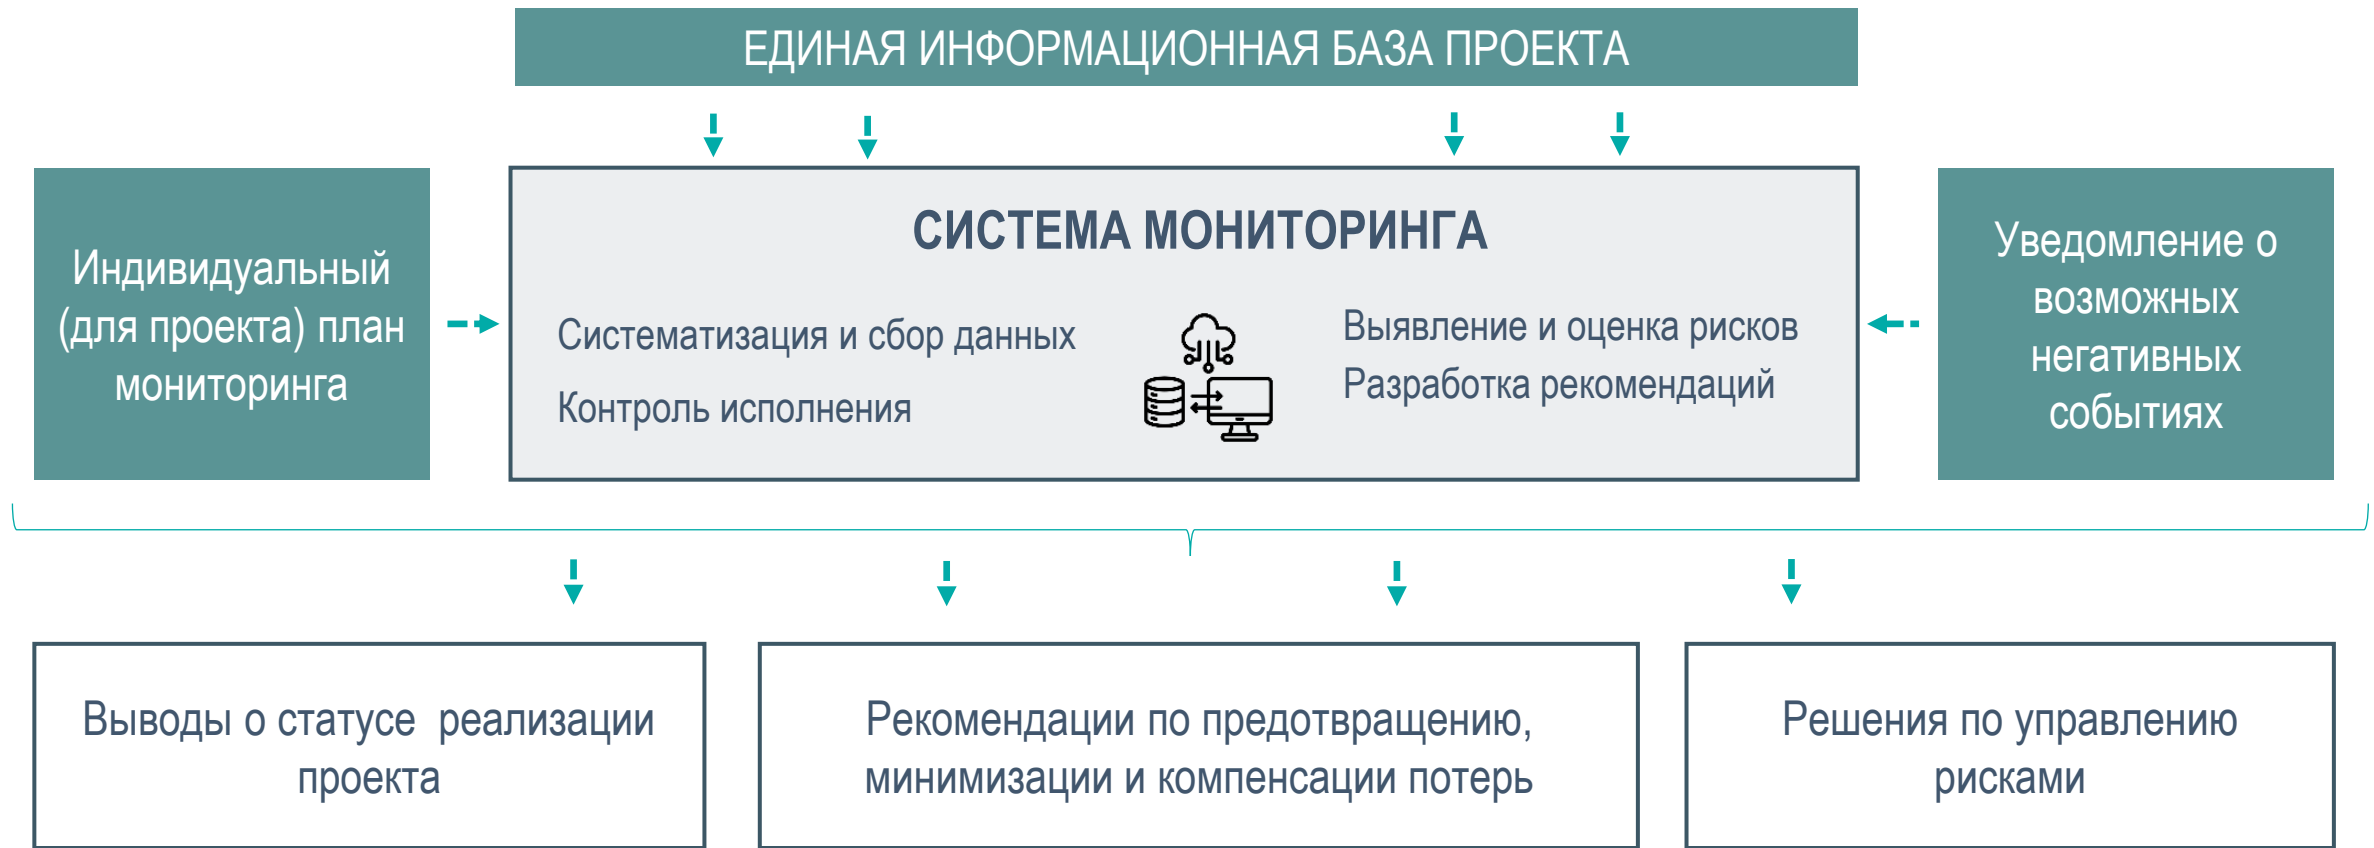 ЕДИНАЯ ИНФОРМАЦИОННАЯ БАЗА ПРОЕКТА
Индивидуальный
(для проекта) план
мониторинга
СИСТЕМА МОНИТОРИНГА
Систематизация и сбор данных
Контроль исполнения
Выявление и оценка рисков
Разработка рекомендаций
Уведомление о
возможных
негативных
событиях
Выводы о статусе реализации
проекта
Рекомендации по предотвращению,
минимизации и компенсации потерь
Решения по управлению
рисками